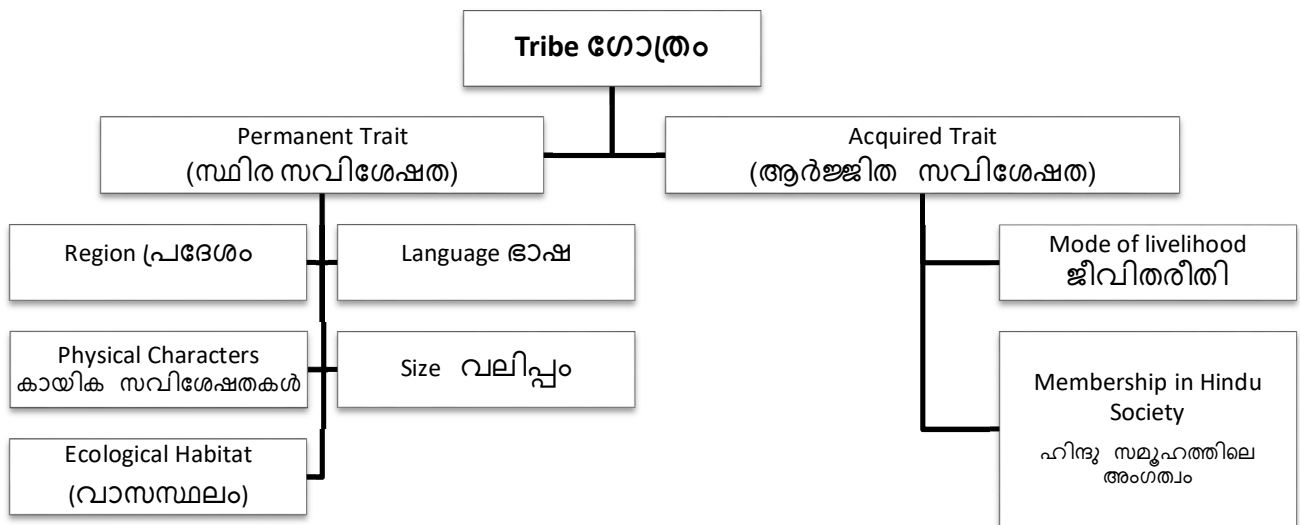 Tribe ഗോത്രം
Permanent Trait
(സ്ഥിര സവിശേഷത)
Acquired Trait
(ആർജ്ജിത സവിശേഷത)
Region പ്രദേശം
Language ഭാഷ
Physical Characters
കായിക സവിശേഷതകൾ
Size വലിപ്പം
Ecological Habitat
(വാസസ്ഥലം)
Mode of livelihood
ജീവിതരീതി
Membership in Hindu
Society
ഹിന്ദു സമൂഹത്തിലെ
അംഗത്വം